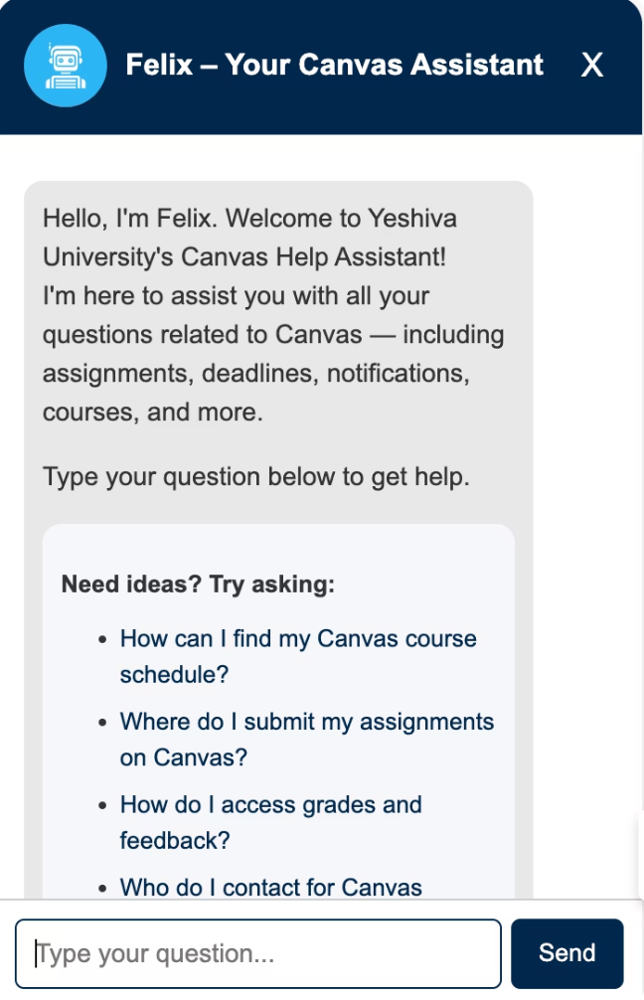 Felix – Your Canvas Assistant X
Hello, I'm Felix. Welcome to Yeshiva
University's Canvas Help Assistant!
I'm here to assist you with all your
questions related to Canvas — including
assignments, deadlines, notifications,
courses, and more.
Type your question below to get help.
Need ideas? Try asking:
• How can I find my Canvas course
schedule?
• Where do I submit my assignments
on Canvas?
• How do I access grades and
feedback?
• Who do I contact for Canvas
Type your question...
Send